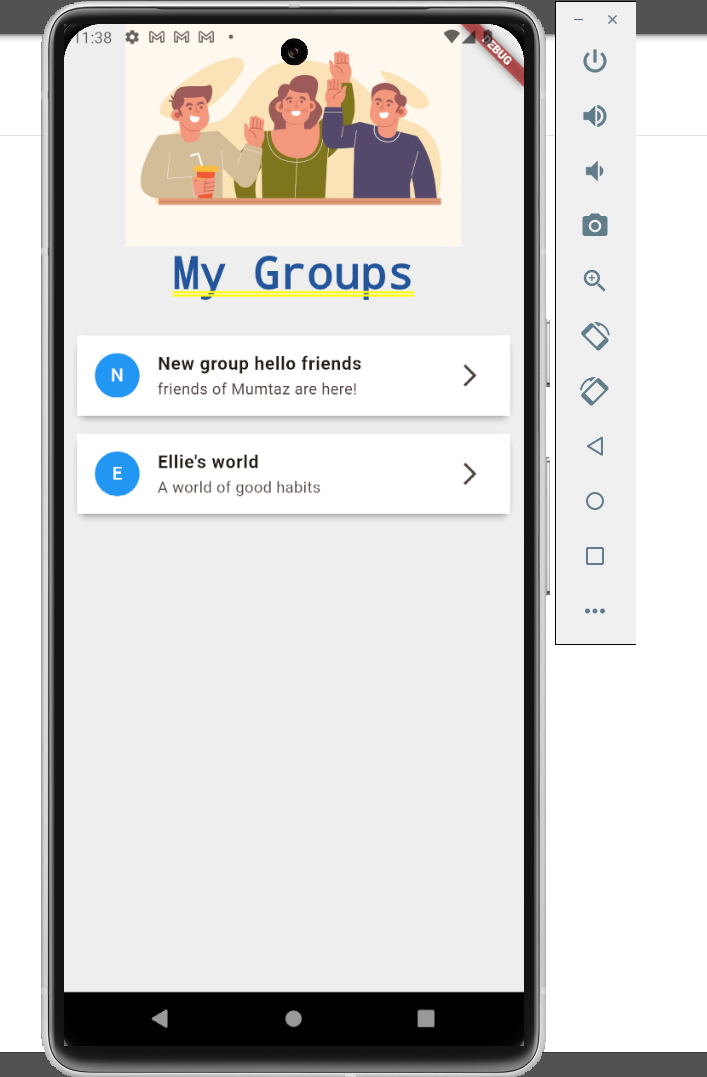 11:38
DEBUG
My Groups
N
New group hello friends
friends of Mumtaz are here!
E
Ellie's world
A world of good habits